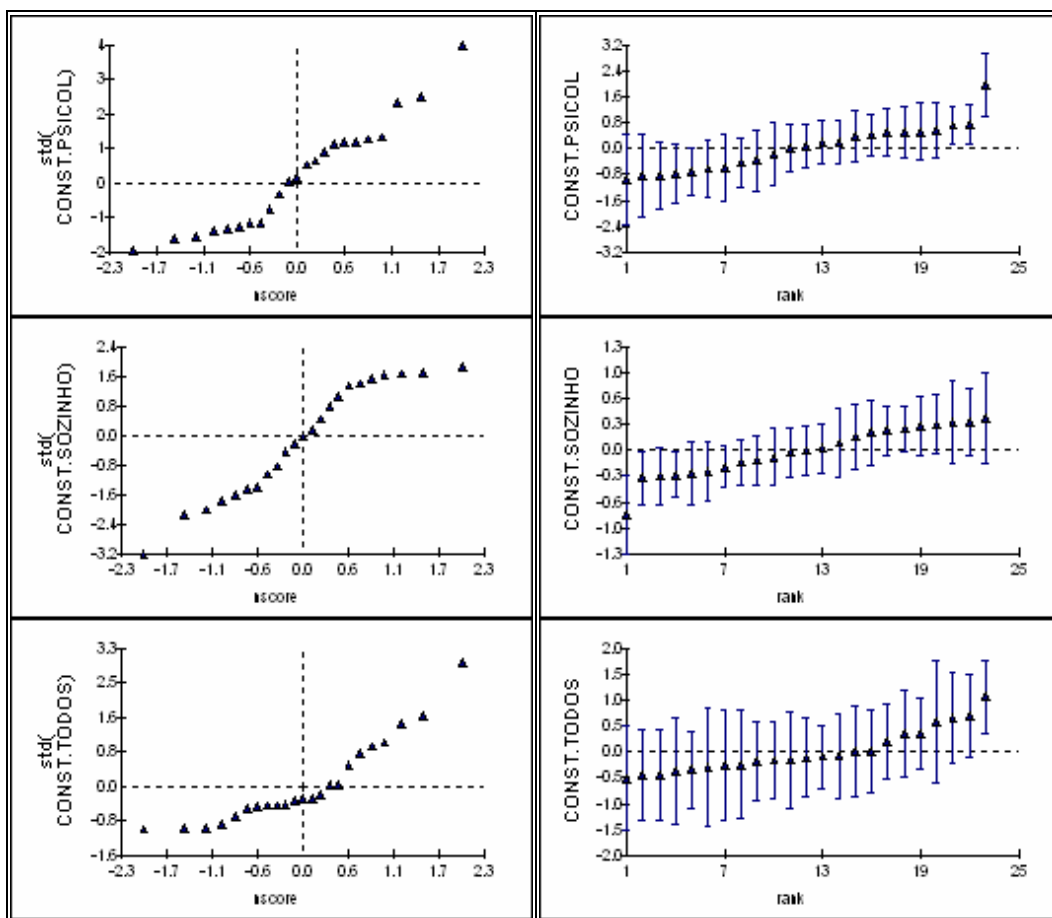 std(
CONST.PSICOL)
4
3
2
1
0
-1
-2
-2.3 -1.7 -1.1 -0.6 0.0 0.6 1.1 1.7 2.3
nscore
CONST.PSICOL
3.2
2.4
1.6
0.8
0.0
-0.8
-1.6
-2.4
-3.2
1 7 13 19 25
rank
std(
CONST.SOZINHO)
2.4
1.6
0.8
0.0
-0.8
-1.6
-2.4
-3.2
-2.3 -1.7 -1.1 -0.6 0.0 0.6 1.1 1.7 2.3
nscore
CONST.SOZINHO
1.3
1.0
0.6
0.3
0.0
-0.3
-0.6
-1.0
-1.3
1 7 13 19 25
rank
std(
CONST.TODOS)
3.3
2.4
1.6
0.8
0.0
-0.8
-1.6
-2.3 -1.7 -1.1 -0.6 0.0 0.6 1.1 1.7 2.3
nscore
CONST.TODOS
2.0
1.5
1.0
0.5
0.0
-0.5
-1.0
-1.5
-2.0
1 7 13 19 25
rank